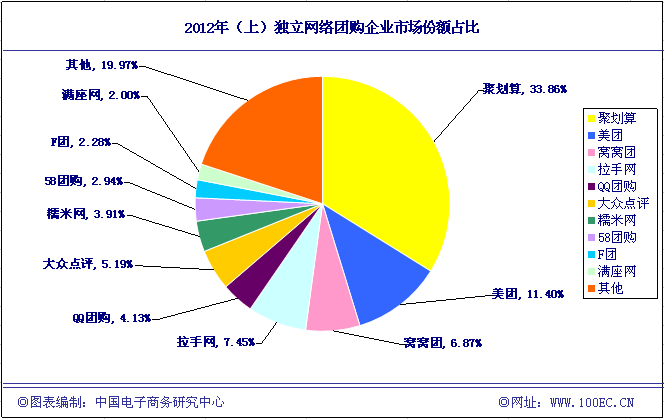 2012年（上）独立网络团购企业市场份额占比
其他, 19.97%
满座网, 2.00%
F团, 2.28%
58团购, 2.94%
糯米网, 3.91%
大众点评, 5.19%
QQ团购, 4.13%
拉手网, 7.45%
窝窝团, 6.87%
美团, 11.40%
聚划算, 33.86%
聚划算
美团
窝窝团
拉手网
QQ团购
大众点评
糯米网
58团购
F团
满座网
其他
◎图表编制：中国电子商务研究中心
◎网址：WWW.100EC.CN